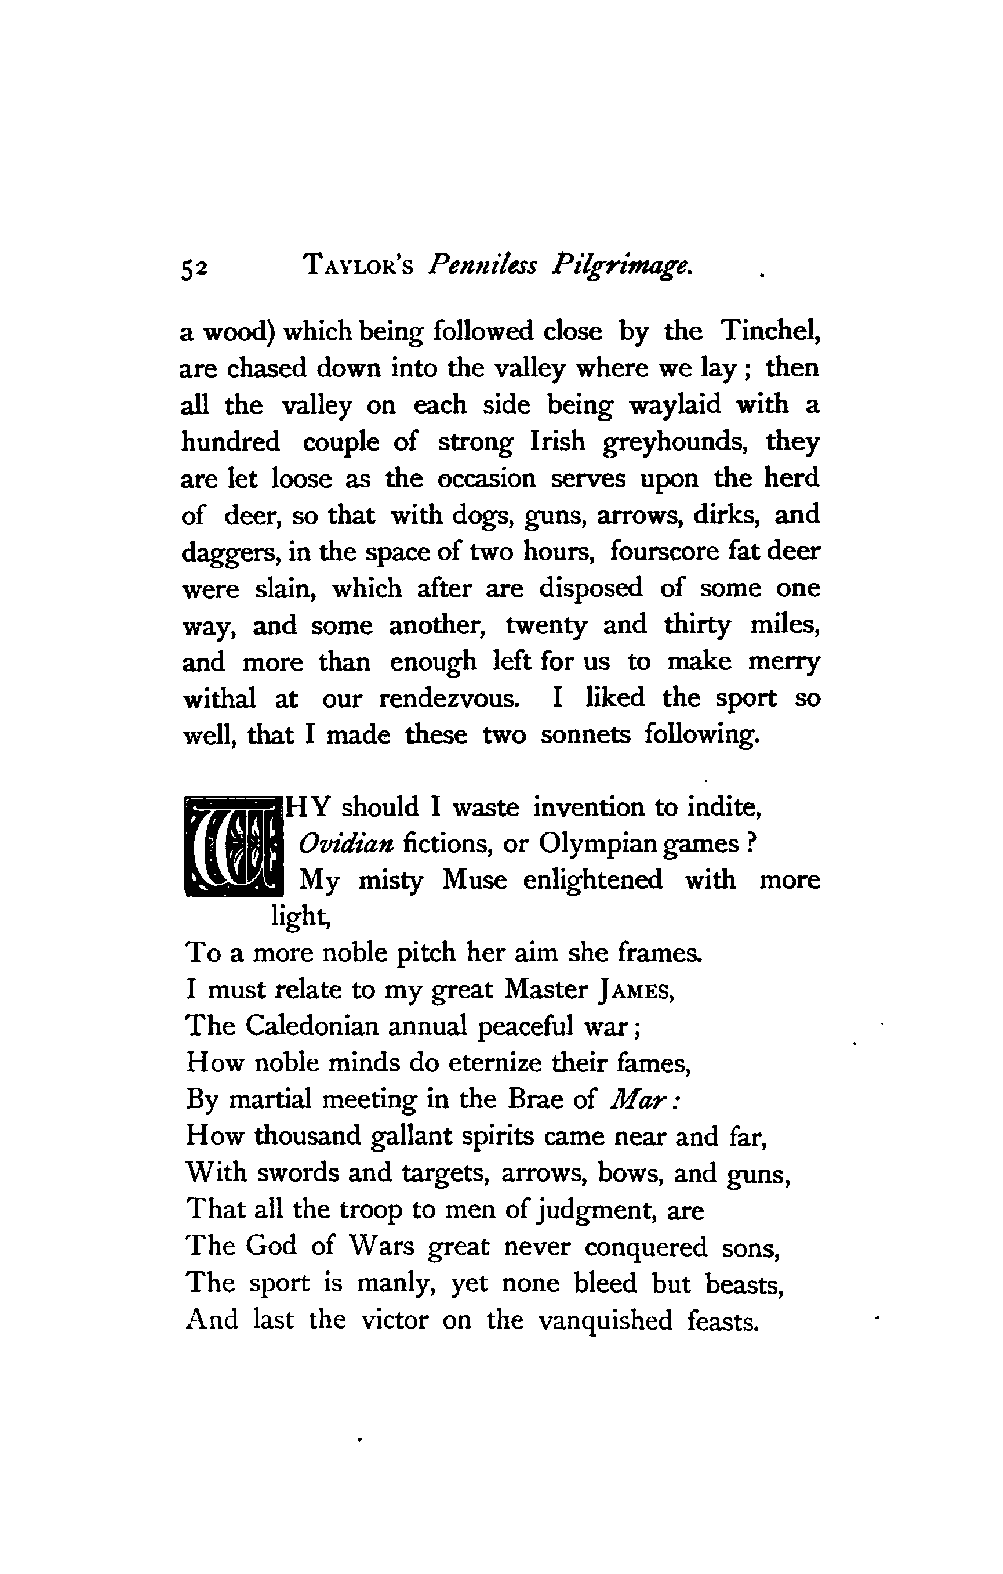 52 TAYLOR'S Penniless Pilgrimage.
a wood) which being followed close by the Tinchel,
are chased down into the valley where we lay ; then
all the valley on each side being waylaid with a
hundred couple of strong Irish greyhounds, they
are let loose as the occasion serves upon the herd
of deer, so that with dogs, guns, arrows, dirks, and
daggers, in the space of two hours, fourscore fat deer
were slain, which after are disposed of some one
way, and some another, twenty and thirty miles,
and more than enough left for us to make merry
withal at our rendezvous. I liked the sport so
well, that I made these two sonnets following.
WHY should I waste invention to indite,
Ovidian fictions, or Olympian games ?
My misty Muse enlightened with more
light,
To a more noble pitch her aim she frames.
I must relate to my great Master JAMES,
The Caledonian annual peaceful war ;
How noble minds do eternize their fames,
By martial meeting in the Brae of Mar :
How thousand gallant spirits came near and far,
With swords and targets, arrows, bows, and guns,
That all the troop to men of judgment, are
The God of Wars great never conquered sons,
The sport is manly, yet none bleed but beasts,
And last the victor on the vanquished feasts.